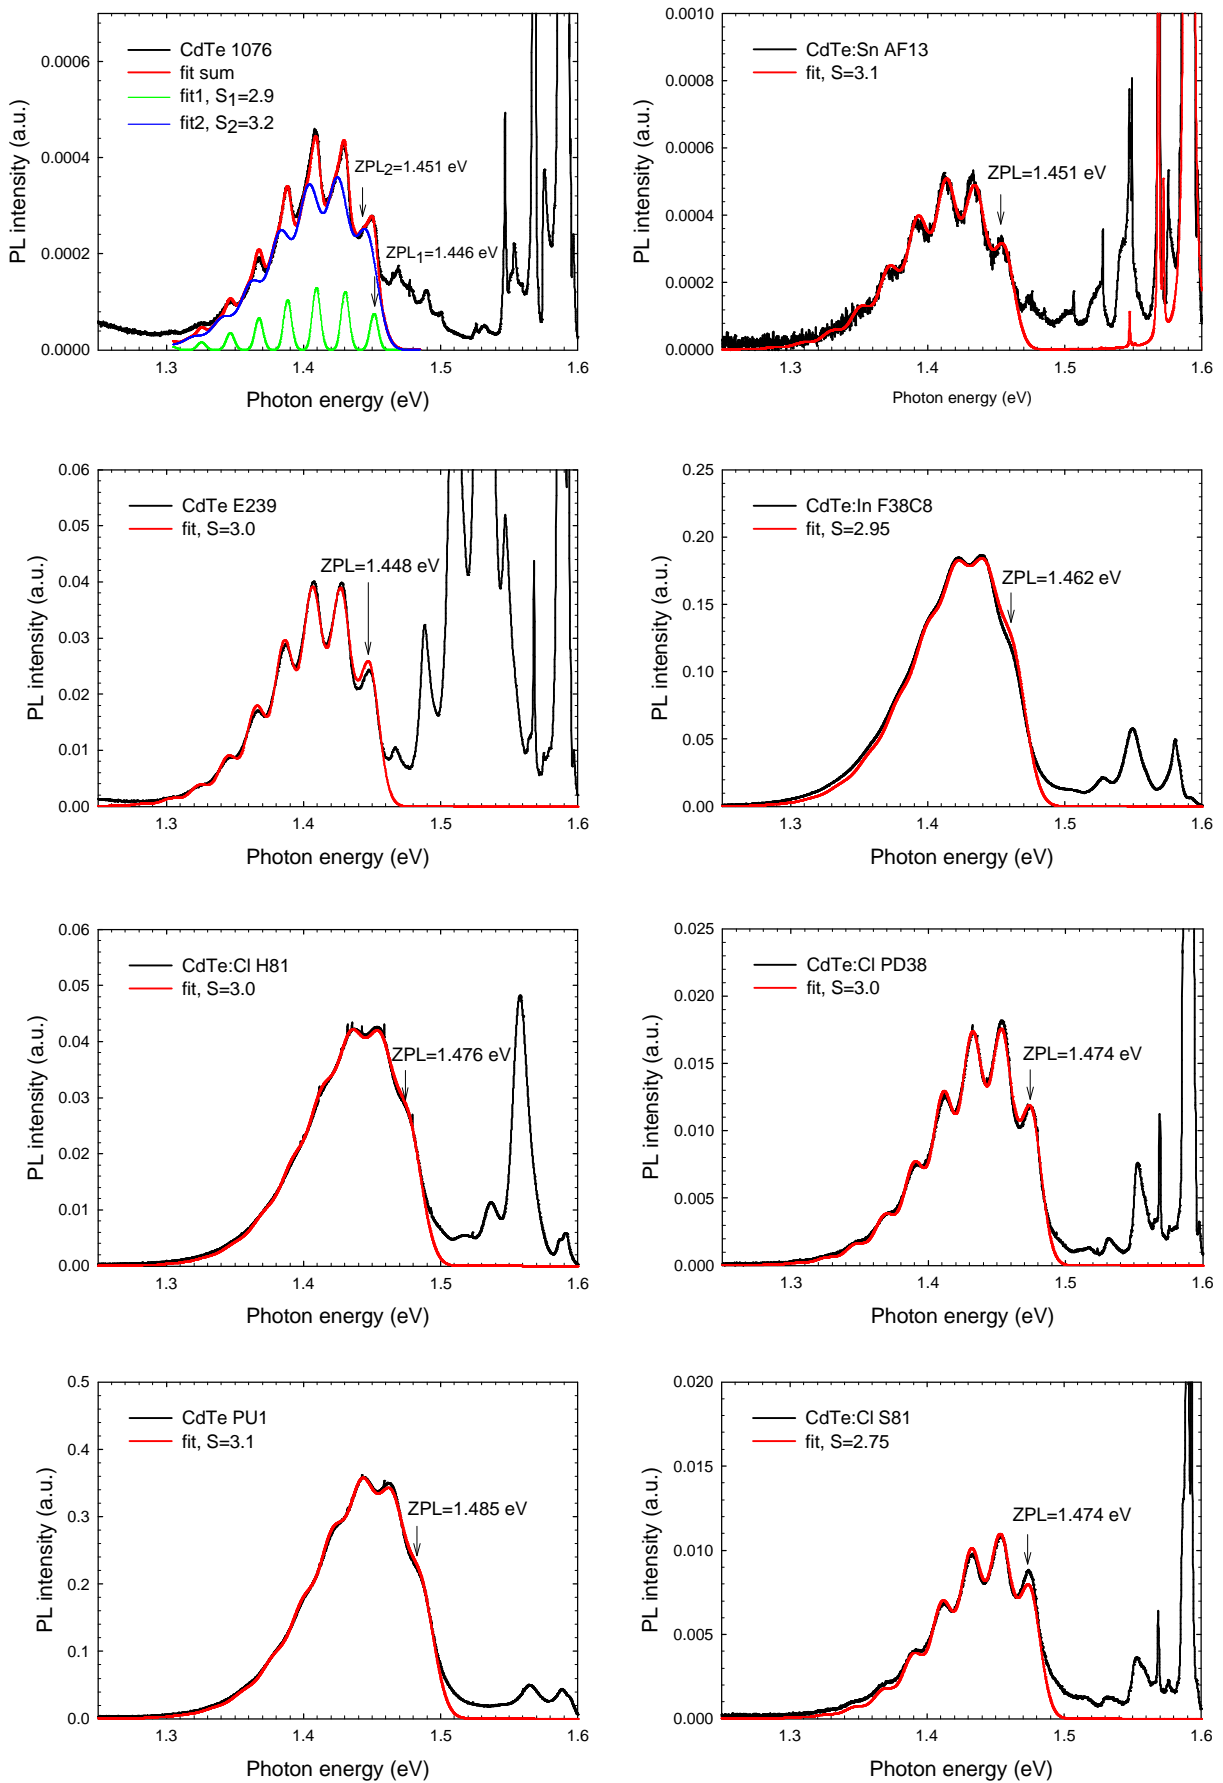 CdTe 1076
fit sum
fit1, S1=2.9
fit2, S2=3.2
ZPL2=1.451 eV
ZPL1=1.446 eV
0.0006
0.0004
0.0002
0.0000
PL intensity (a.u.)
1.3 1.4 1.5 1.6
Photon energy (eV)
CdTe:Sn AF13
fit, S=3.1
ZPL=1.451 eV
0.0010
0.0008
0.0006
0.0004
0.0002
0.0000
PL intensity (a.u.)
1.3 1.4 1.5 1.6
Photon energy (eV)
CdTe E239
fit, S=3.0
ZPL=1.448 eV
0.06
0.05
0.04
0.03
0.02
0.01
0.00
PL intensity (a.u.)
1.3 1.4 1.5 1.6
Photon energy (eV)
CdTe:In F38C8
fit, S=2.95
ZPL=1.462 eV
0.25
0.20
0.15
0.10
0.50
0.00
PL intensity (a.u.)
1.3 1.4 1.5 1.6
Photon energy (eV)
CdTe:Cl H81
fit, S=3.0
ZPL=1.476 eV
0.06
0.05
0.04
0.03
0.02
0.01
0.00
PL intensity (a.u.)
1.3 1.4 1.5 1.6
Photon energy (eV)
CdTe:Cl PD38
fit, S=3.0
ZPL=1.474 eV
0.025
0.020
0.015
0.010
0.005
0.000
PL intensity (a.u.)
1.3 1.4 1.5 1.6
Photon energy (eV)
CdTe PU1
fit, S=3.1
ZPL=1.485 eV
0.5
0.4
0.3
0.2
0.1
0.0
PL intensity (a.u.)
1.3 1.4 1.5 1.6
Photon energy (eV)
CdTe:Cl S81
fit, S=2.75
ZPL=1.474 eV
0.020
0.015
0.010
0.005
0.000
PL intensity (a.u.)
1.3 1.4 1.5 1.6
Photon energy (eV)